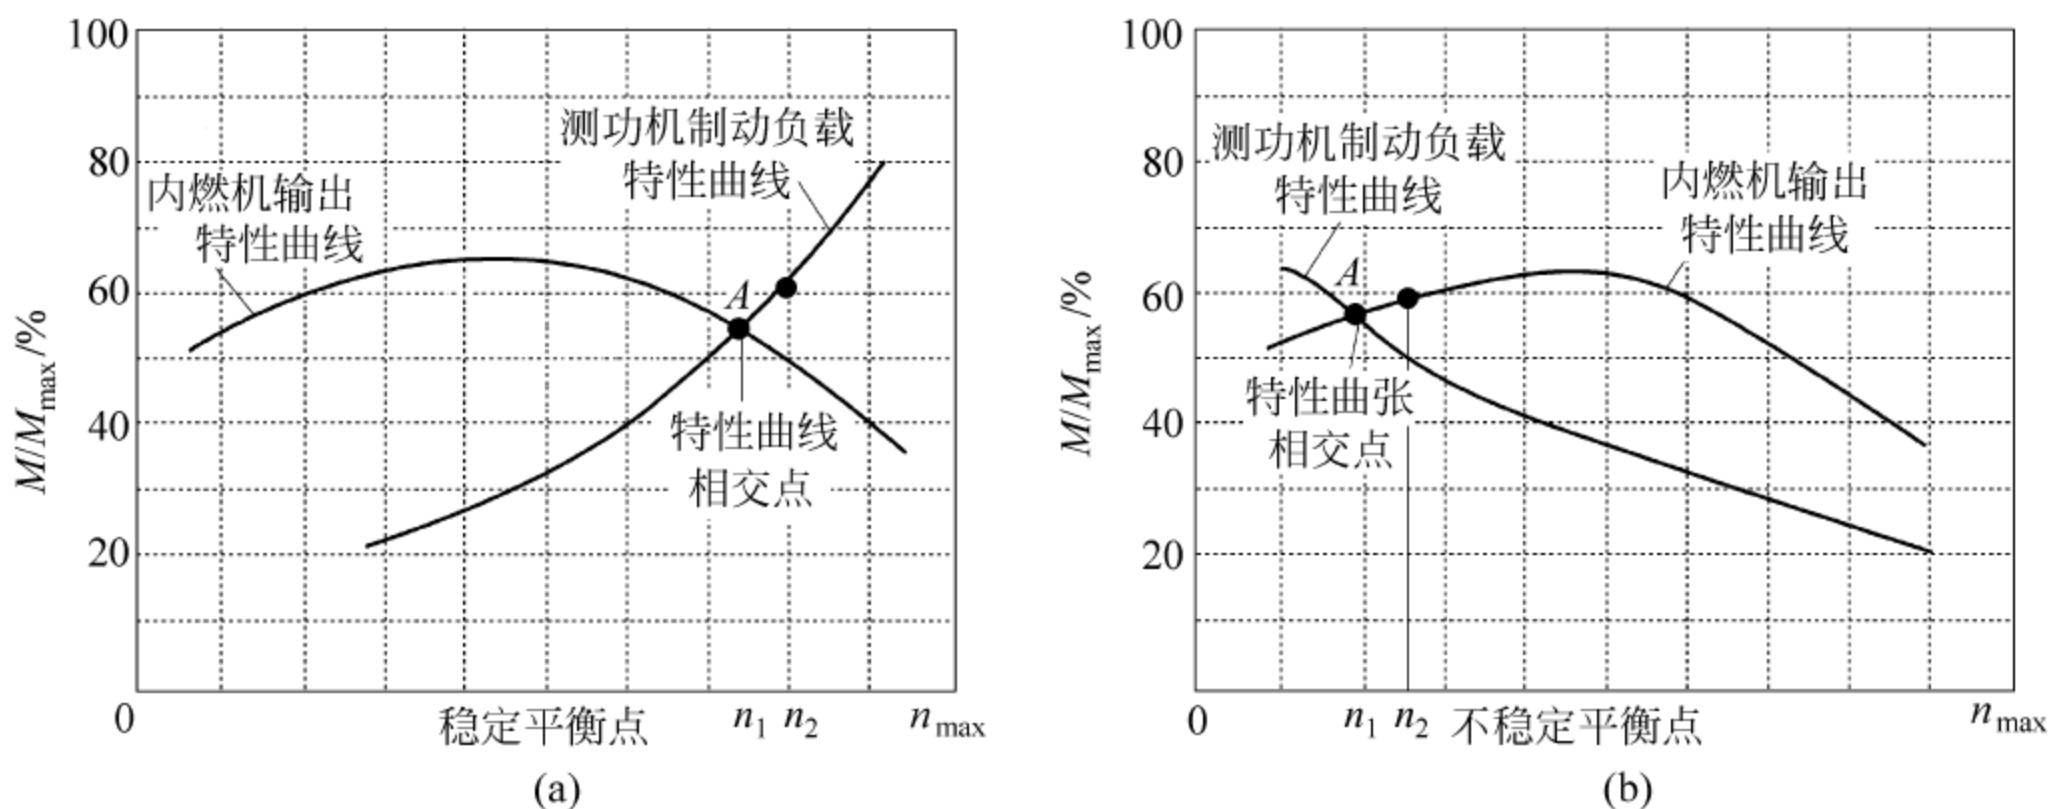 100
80
60
40
20
0
M/Mmax/%
内燃机输出
特性曲线
测功机制动负载
特性曲线
A
特性曲线
相交点
稳定平衡点
n1 n2
nmax
(a)
100
80
60
40
20
0
M/Mmax/%
测功机制动负载
特性曲线
A
内燃机输出
特性曲线
特性曲张
相交点
n1 n2
不稳定平衡点
nmax
(b)